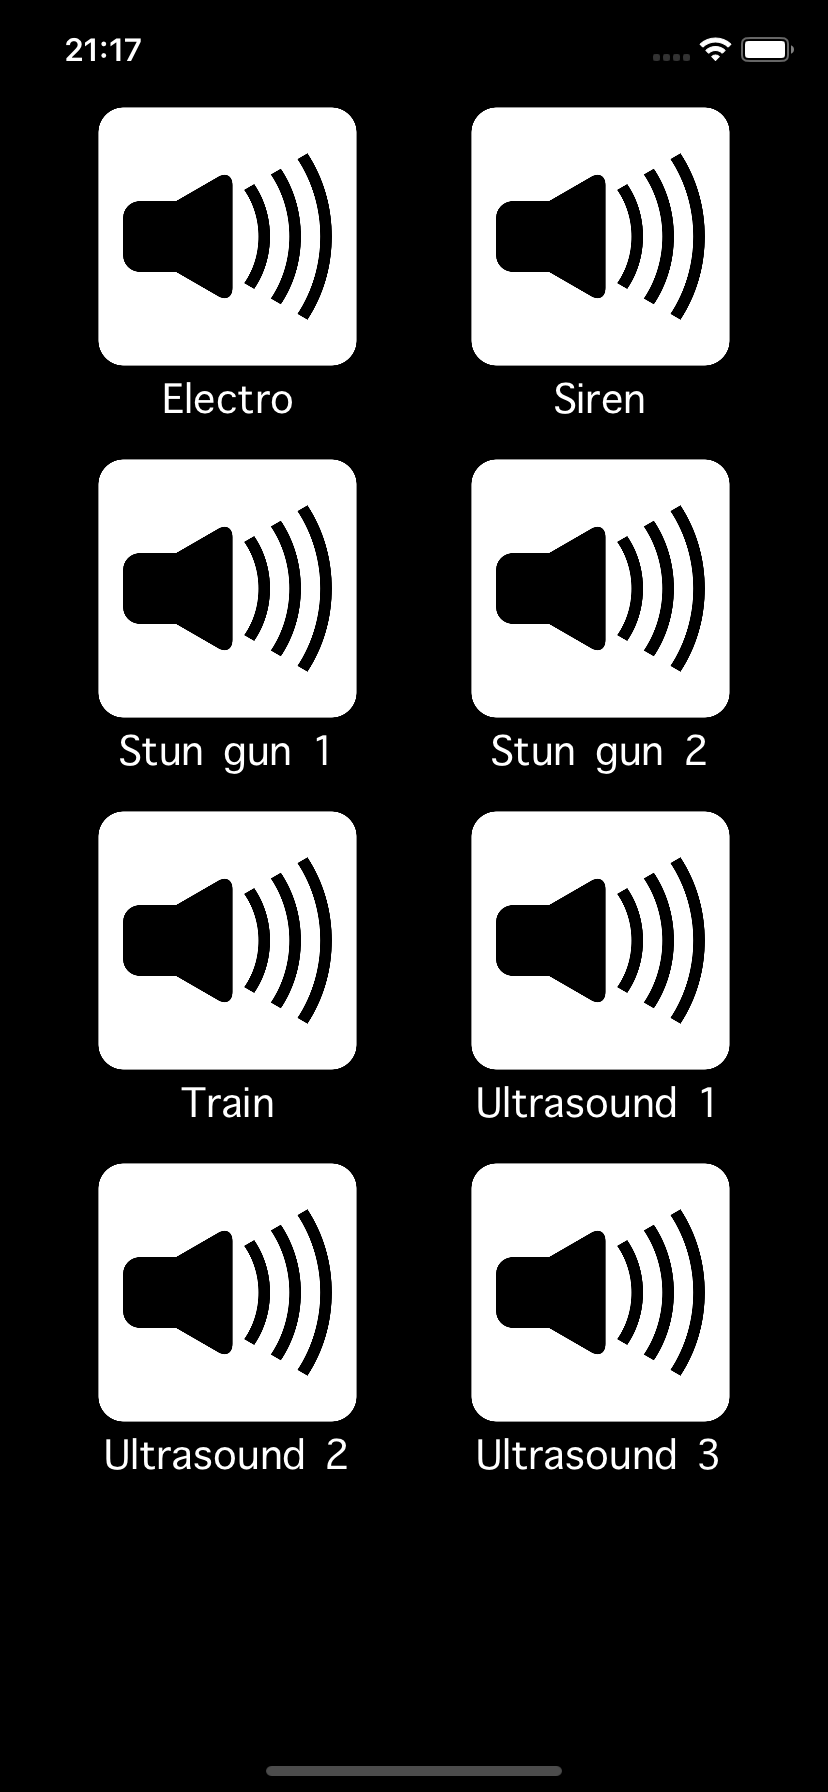 21:17
Electro
Siren
Stun gun 1
Stun gun 2
Train
Ultrasound 1
Ultrasound 2
Ultrasound 3